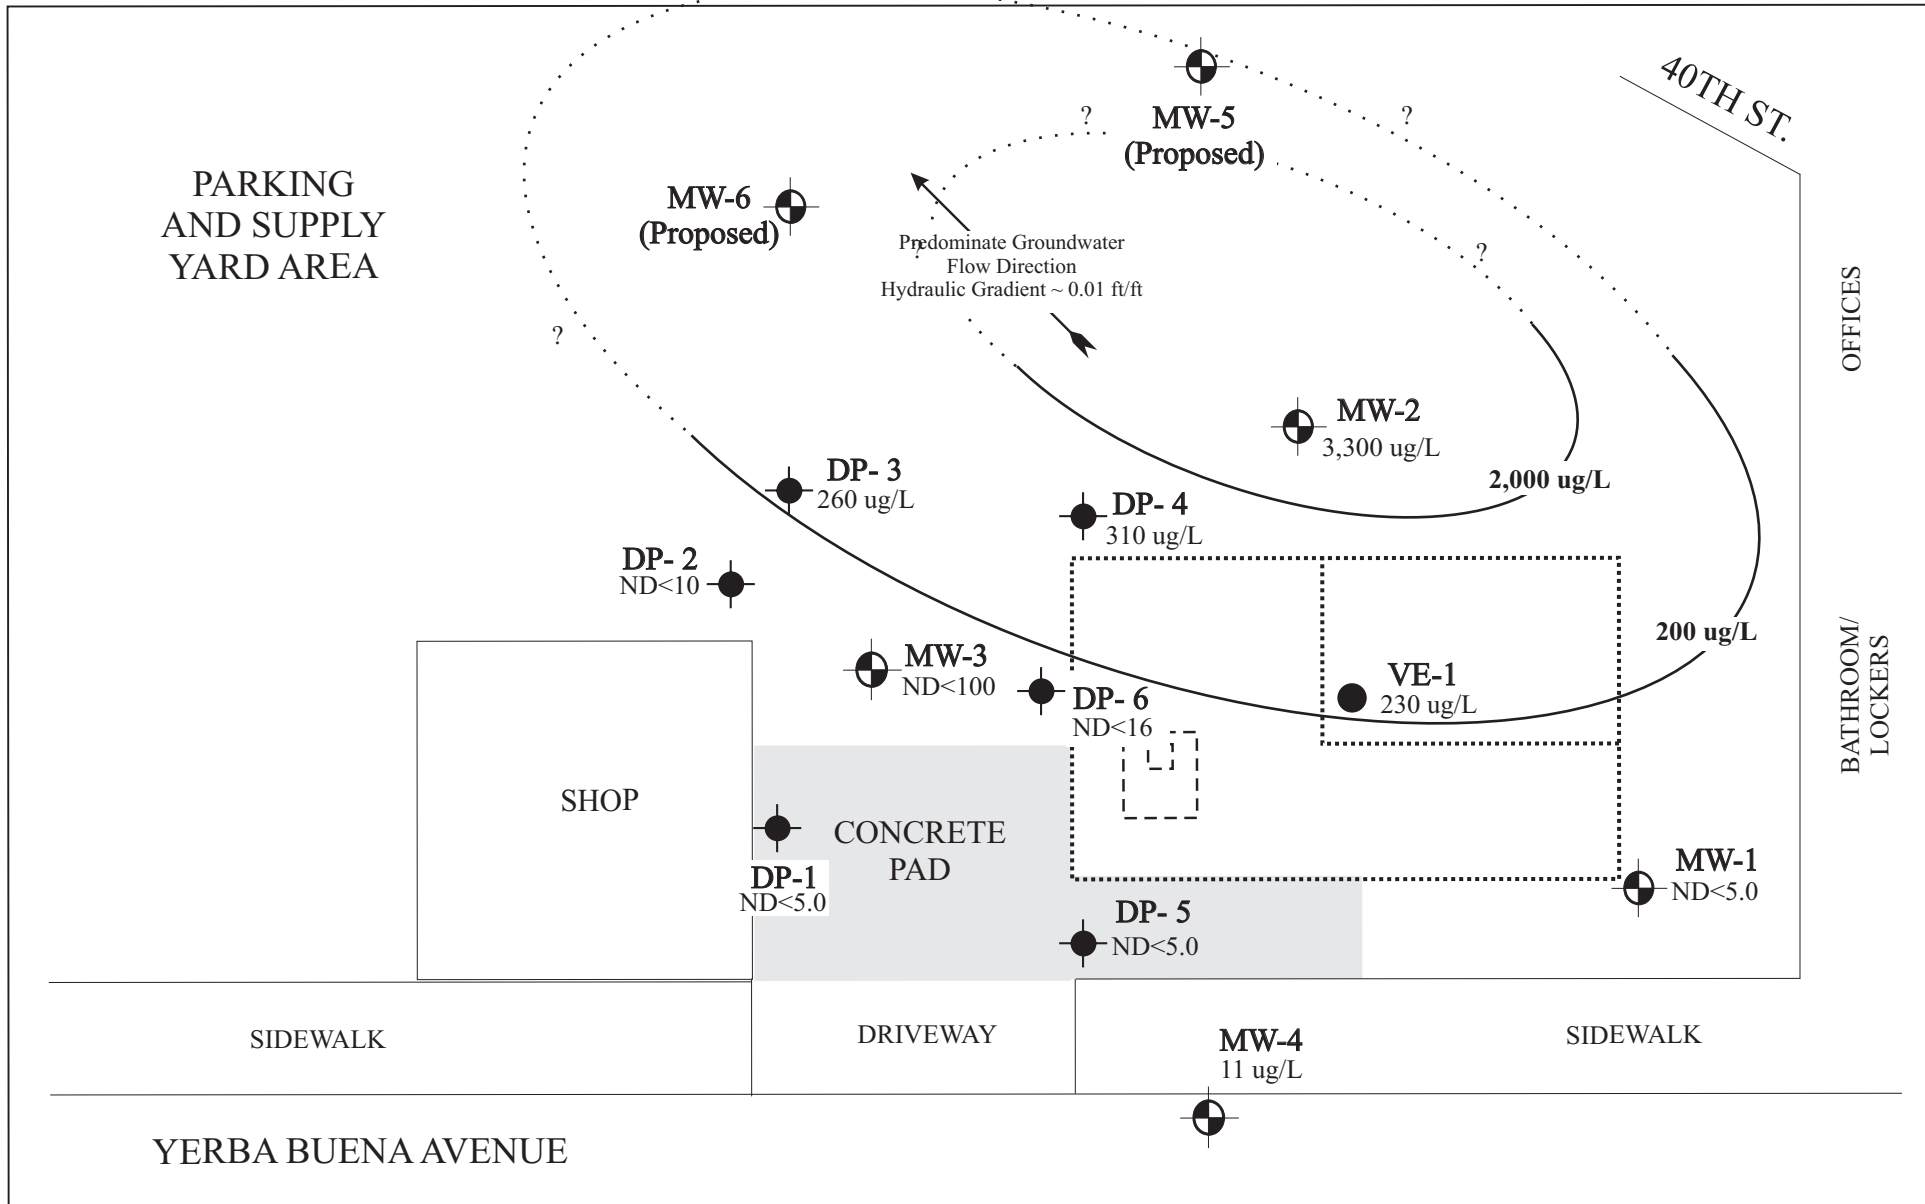 40TH ST.
MW-5
(Proposed)
?
?
PARKING
AND SUPPLY
YARD AREA
MW-6
(Proposed)
?
Predominate Groundwater
Flow Direction
Hydraulic Gradient ~ 0.01 ft/ft
?
?
OFFICES
MW-2
3,300 ug/L
2,000 ug/L
DP- 3
260 ug/L
DP- 4
310 ug/L
DP- 2
ND<10
200 ug/L
MW-3
ND<100
DP- 6
ND<16
VE-1
230 ug/L
BATHROOM/
LOCKERS
SHOP
CONCRETE
PAD
DP-1
ND<5.0
MW-1
ND<5.0
DP- 5
ND<5.0
SIDEWALK
DRIVEWAY
MW-4
11 ug/L
SIDEWALK
YERBA BUENA AVENUE